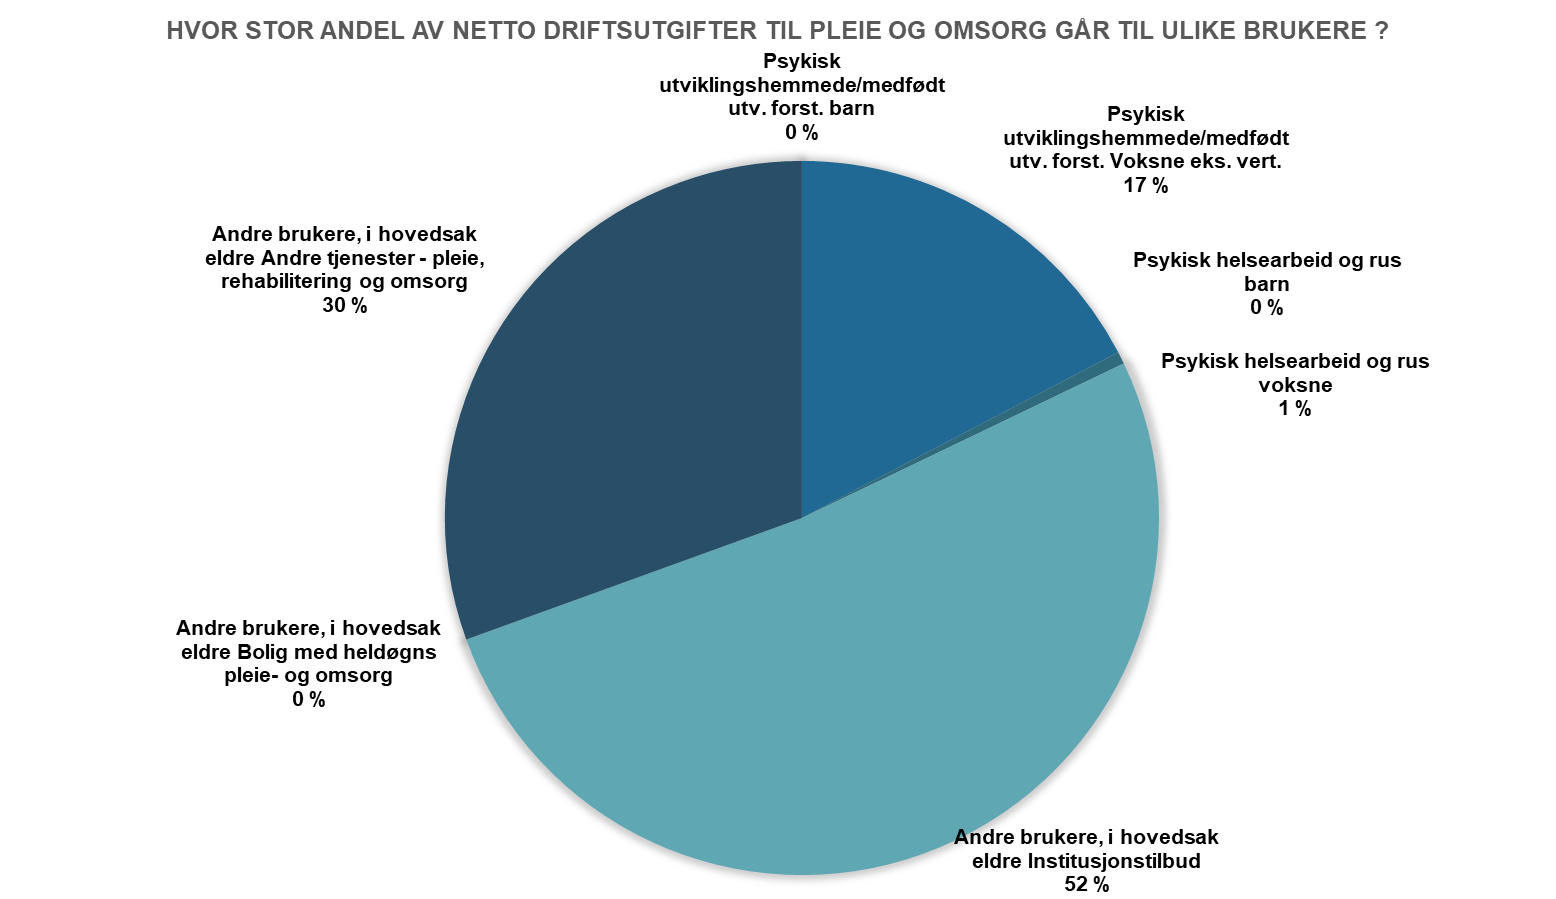 HVOR STOR ANDEL AV NETTO DRIFTSUTGIFTER TIL PLEIE OG OMSORG GÅR TIL ULIKE BRUKERE ?
Psykisk
utviklingshemmede/medfødt
utv. forst. barn
0 %
Psykisk
utviklingshemmede/medfødt
utv. forst. Voksne eks. vert.
17 %
Psykisk helsearbeid og rus
barn
0 %
Psykisk helsearbeid og rus
voksne
1 %
Andre brukere, i hovedsak
eldre Institusjonstilbud
52 %
Andre brukere, i hovedsak
eldre Bolig med heldøgns
pleie- og omsorg
0 %
Andre brukere, i hovedsak
eldre Andre tjenester - pleie,
rehabilitering og omsorg
30 %